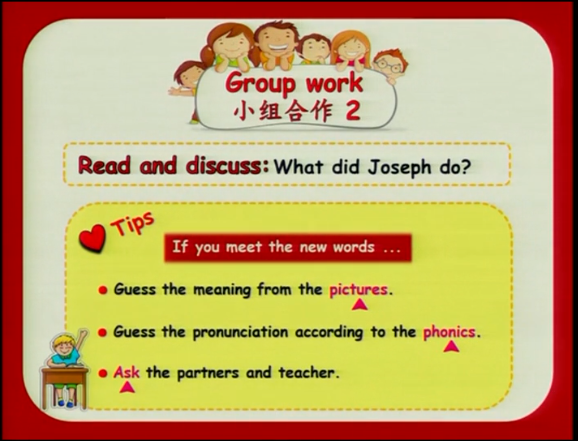 Group work
小组合作 2
Read and discuss: What did Joseph do?
Tips
If you meet the new words ...
Guess the meaning from the pictures.
Guess the pronunciation according to the phonics.
Ask the partners and teacher.